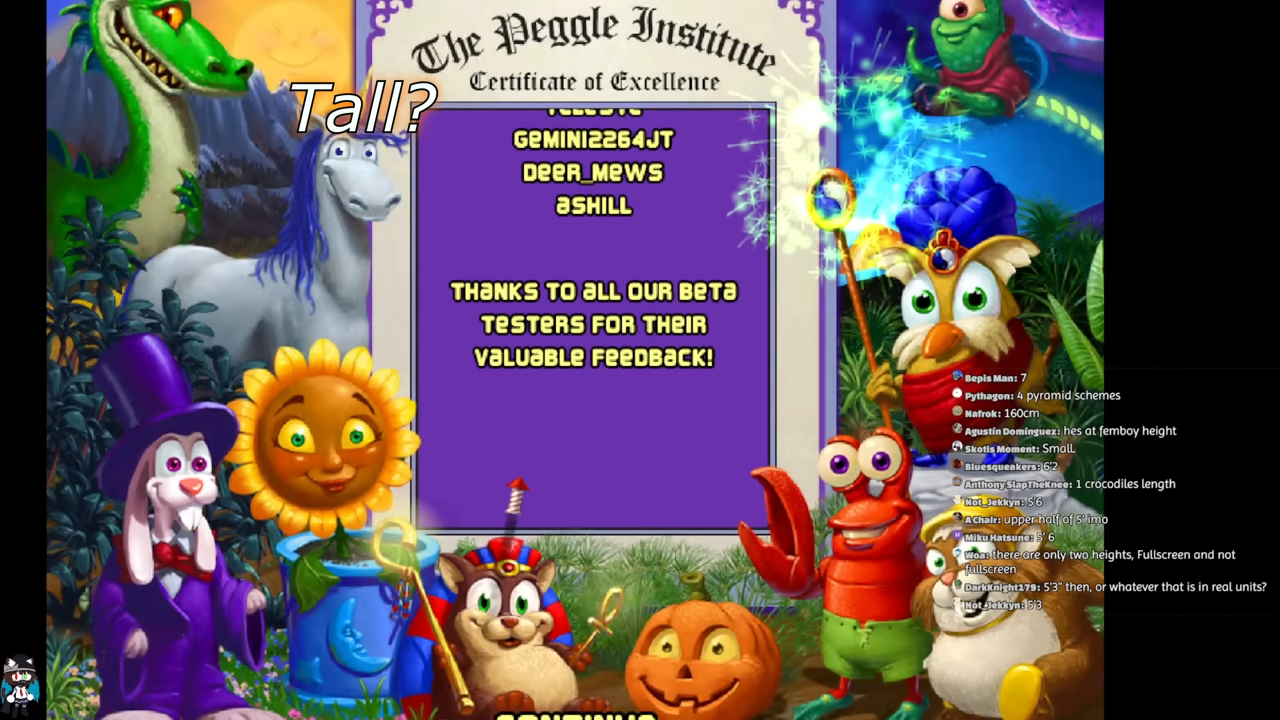 The Peggle Institute
Certificate of Excellence
Tall?
GEMINI2264JT
DEER_MEWS
ASHILL
THANKS TO ALL OUR BETA
TESTERS FOR THEIR
VALUABLE FEEDBACK!
Bepis Man: 7
Pythagon: 4 pyramid schemes
Nafrok: 160cm
Agustín Domínguez: hes at femboy height
Skotis Moment: Small.
Bluesqueakers: 6'2
Anthony SlapTheKnee: 1 crocodiles length
Not_Jekkyn: 5'6
A Chair: upper half of 5' imo
Miku Hatsune: 5' 6
Woa: there are only two heights, Fullscreen and not
fullscreen
DarkKnight179: 5'3" then, or whatever that is in real units?
Not_Jekkyn: 5'3
CONTINUE